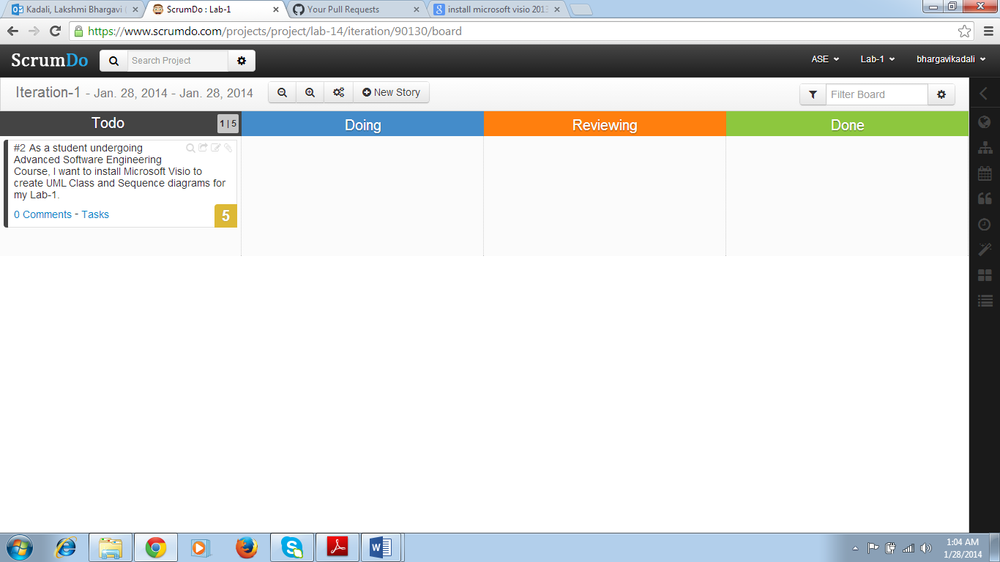 Kadali, Lakshmi Bhargavi (
ScrumDo : Lab-1
Your Pull Requests
install microsoft visio 2013
https://www.scrumdo.com/projects/project/lab-14/iteration/90130/board
ScrumDo
Search Project
ASE
Lab-1
bhargavikadali
Iteration-1 - Jan. 28, 2014 - Jan. 28, 2014
New Story
Filter Board
Todo
1 | 5
Doing
Reviewing
Done
#2 As a student undergoing
Advanced Software Engineering
Course, I want to install Microsoft Visio to
create UML Class and Sequence diagrams for
my Lab-1.
0 Comments - Tasks
5
1:04 AM
1/28/2014